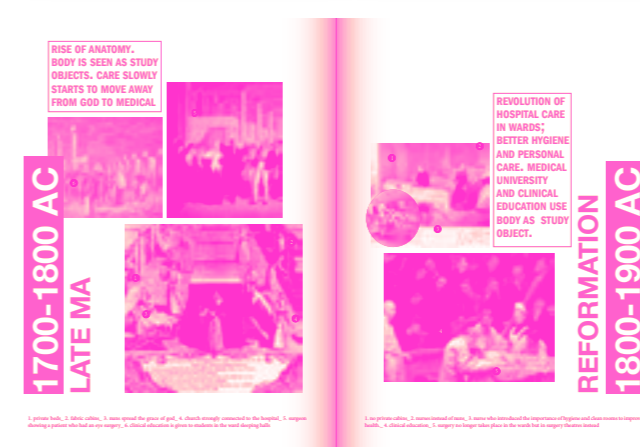 RISE OF ANATOMY.
BODY IS SEEN AS STUDY
OBJECTS. CARE SLOWLY
STARTS TO MOVE AWAY
FROM GOD TO MEDICAL
1700-1800 AC
LATE MA
1. private bath_ 2. fabric cabins_ 3. nuns spread the grace of god_ 4. church strongly connected to the hospital_ 5. surgeon
showing a patient who had an eye surgery_ 6. clinical education is given to students in the ward sleeping halls
REVOLUTION OF
HOSPITAL CARE
IN WARDS;
BETTER HYGIENE
AND PERSONAL
CARE. MEDICAL
UNIVERSITY
AND CLINICAL
EDUCATION USE
BODY AS STUDY
OBJECT.
REFORMATION
1800-1900 AC
1. no private cabins_ 2. nurses instead of nuns_ 3. nurse who introduced the importance of hygiene and clean rooms to improve
health_ 4. clinical education_ 5. surgery no longer takes place in the wards but in surgery theatres instead.